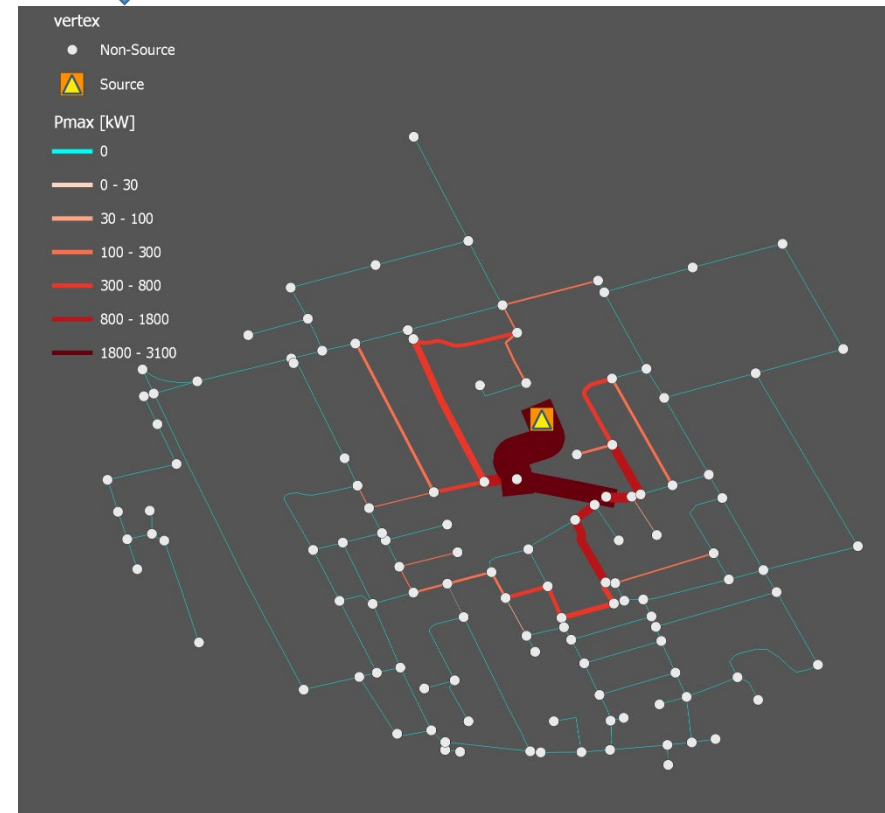 vertex
Non-Source
Source
Pmax [kW]
0
0 - 30
30 - 100
100 - 300
300 - 800
800 - 1800
1800 - 3100